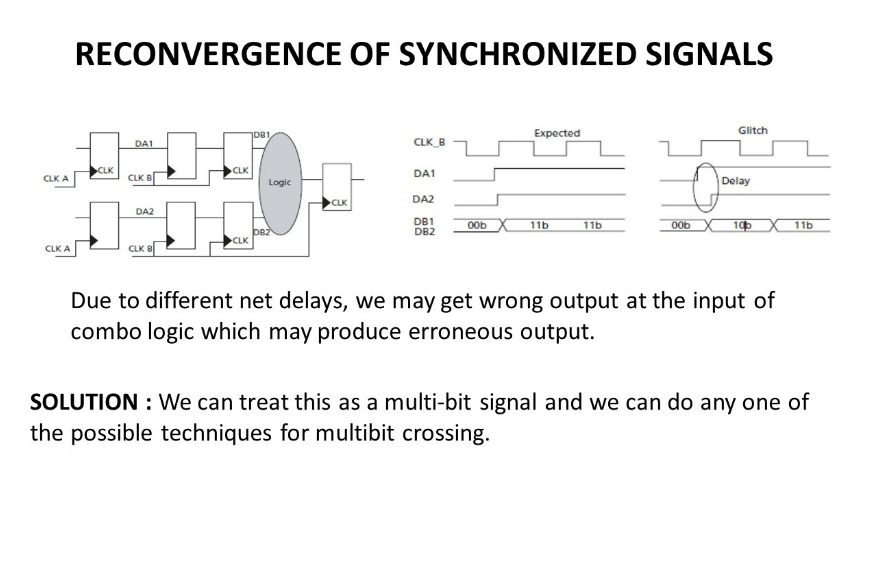 RECONVERGENCE OF SYNCHRONIZED SIGNALS
DA1
DB1
CLK A
CLK
CLK B
CLK
Logic
CLK
DA2
DB2
CLK A
CLK B
CLK
CLK_B
Expected
DA1
DA2
DB1
DB2
00b
11b
11b
Glitch
Delay
00b
10b
11b
Due to different net delays, we may get wrong output at the input of
combo logic which may produce erroneous output.
SOLUTION : We can treat this as a multi-bit signal and we can do any one of
the possible techniques for multibit crossing.